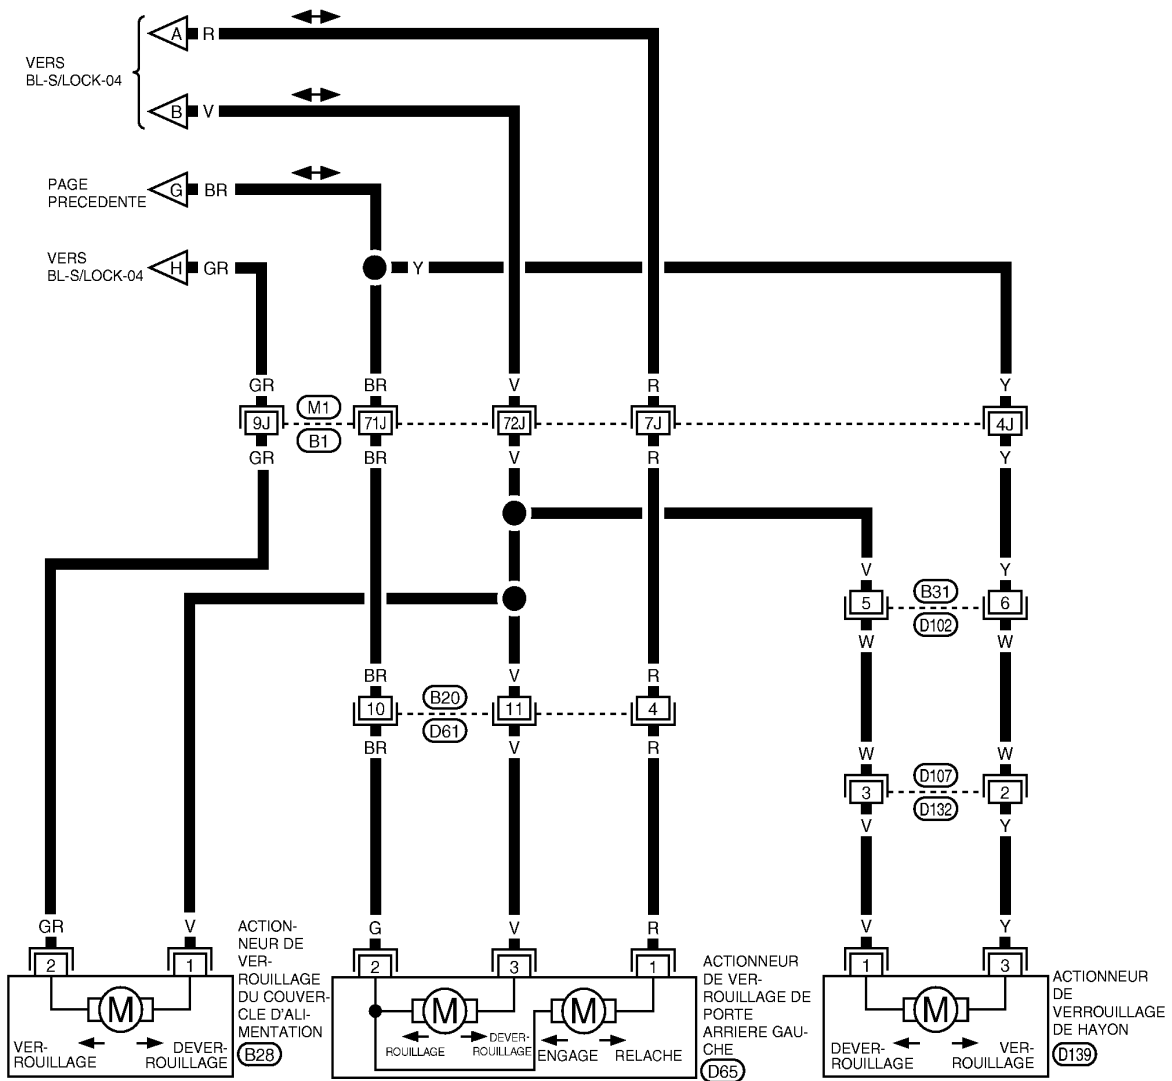 VERS
BL-S/LOCK-04
A R
B V
PAGE
PRECEDENTE
G BR
VERS
BL-S/LOCK-04
H GR
Y
GR BR V R Y
9J M1 71J 72J 7J 4J
B1
GR BR V R Y
V Y
5 B31 6
D102
W W
BR V R
10 B20 11 4
D61
BR V R
W W
3 D107 2
D132
V Y
GR V G V R V Y
2 1 2 3 1 1 3
M M M M
VER-
ROUILLAGE
DEVER-
ROUILLAGE
ACTION-
NEUR DE
VER-
ROUILLAGE
DU COUVER-
CLE D'ALI-
MENTATION
B28
ROUILLAGE
DEVER-
ROUILLAGE
ENGAGE RELACHE
ACTIONNEUR
DE VER-
ROUILLAGE DE
PORTE
ARRIERE GAU-
CHE
D65
DEVER-
ROUILLAGE
VER-
ROUILLAGE
ACTIONNEUR
DE
VERROUILLAGE
DE HAYON
D139